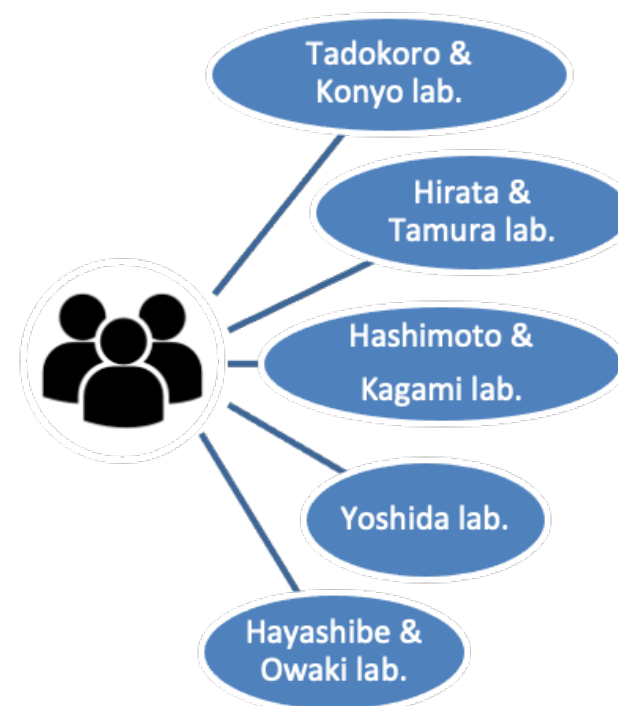 Tadokoro &
Konyo lab.
Hirata &
Tamura lab.
Hashimoto &
Kagami lab.
Yoshida lab.
Hayashibe &
Owaki lab.